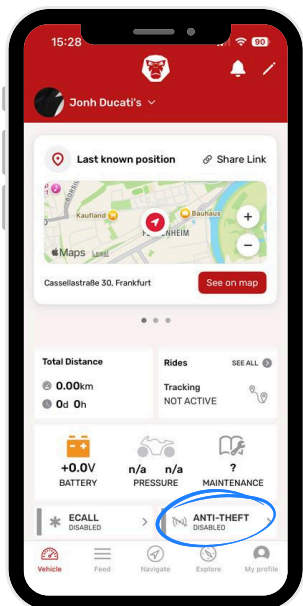 15:28
90
Jonh Ducati's
Last known position
Share Link
Kaufland
Bauhaus
Maps
Legal
Cassellastraße 30, Frankfurt
See on map
Total Distance
0.00km
0d 0h
Rides
SEE ALL
Tracking
NOT ACTIVE
+0.0V
BATTERY
n/a n/a
PRESSURE
?
MAINTENANCE
ECALL
DISABLED
ANTI-THEFT
DISABLED
Vehicle Feed Navigate Explore My profile